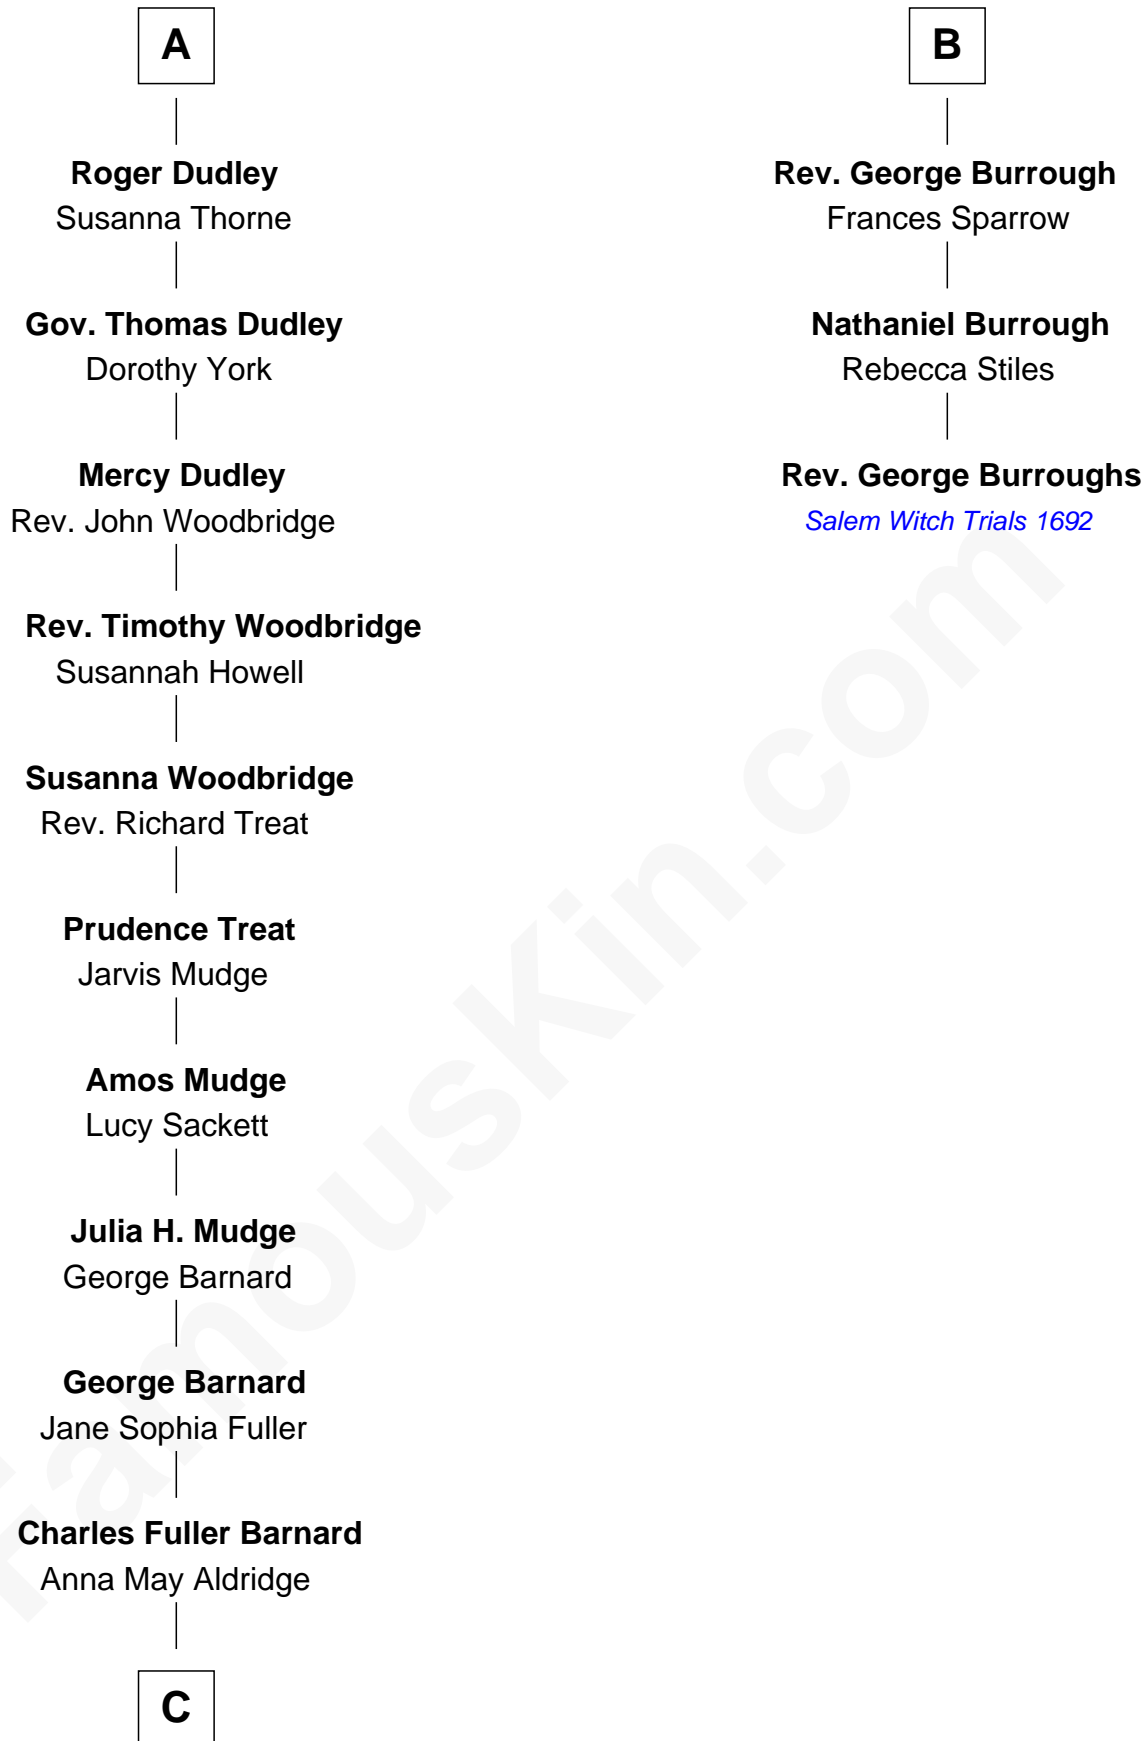 A
Roger Dudley
Susanna Thorne
Gov. Thomas Dudley
Dorothy York
Mercy Dudley
Rev. John Woodbridge
Rev. Timothy Woodbridge
Susannah Howell
Susanna Woodbridge
Rev. Richard Treat
Prudence Treat
Jarvis Mudge
Amos Mudge
Lucy Sackett
Julia H. Mudge
George Barnard
George Barnard
Jane Sophia Fuller
Charles Fuller Barnard
Anna May Aldridge
C
B
Rev. George Burrough
Frances Sparrow
Nathaniel Burrough
Rebecca Stiles
Rev. George Burroughs
Salem Witch Trials 1692
FamousKin.com